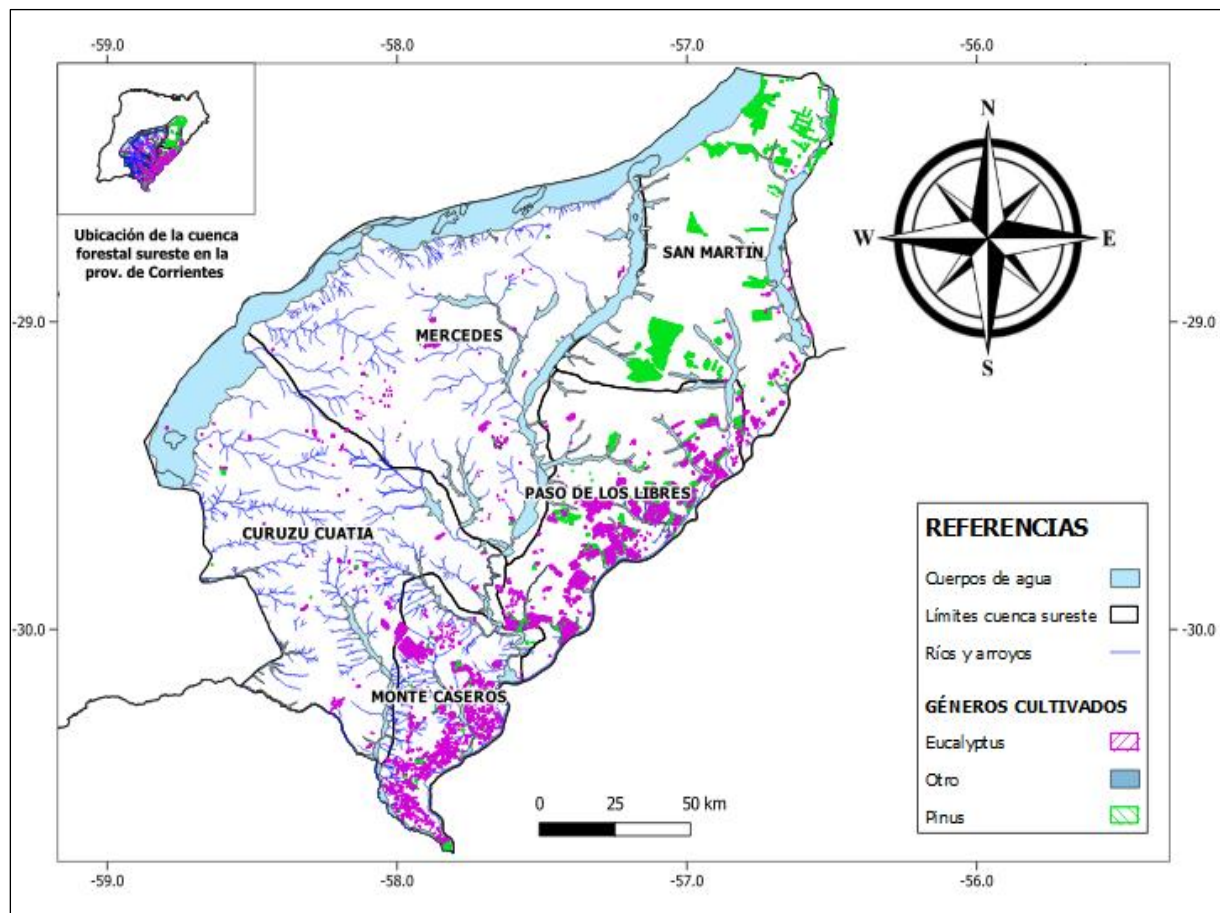 -59.0
-58.0
-57.0
-56.0
Ubicación de la cuenca
forestal sureste en la
prov. de Corrientes
N
W
E
S
SAN MARTIN
-29.0
-29.0
MERCEDES
PASO DE LOS LIBRES
CURUZU CUATIA
-30.0
-30.0
MONTE CASEROS
0
25
50 km
REFERENCIAS
Cuerpos de agua
Límites cuenca sureste
Ríos y arroyos
GÉNEROS CULTIVADOS
Eucalyptus
Otro
Pinus
-59.0
-58.0
-57.0
-56.0